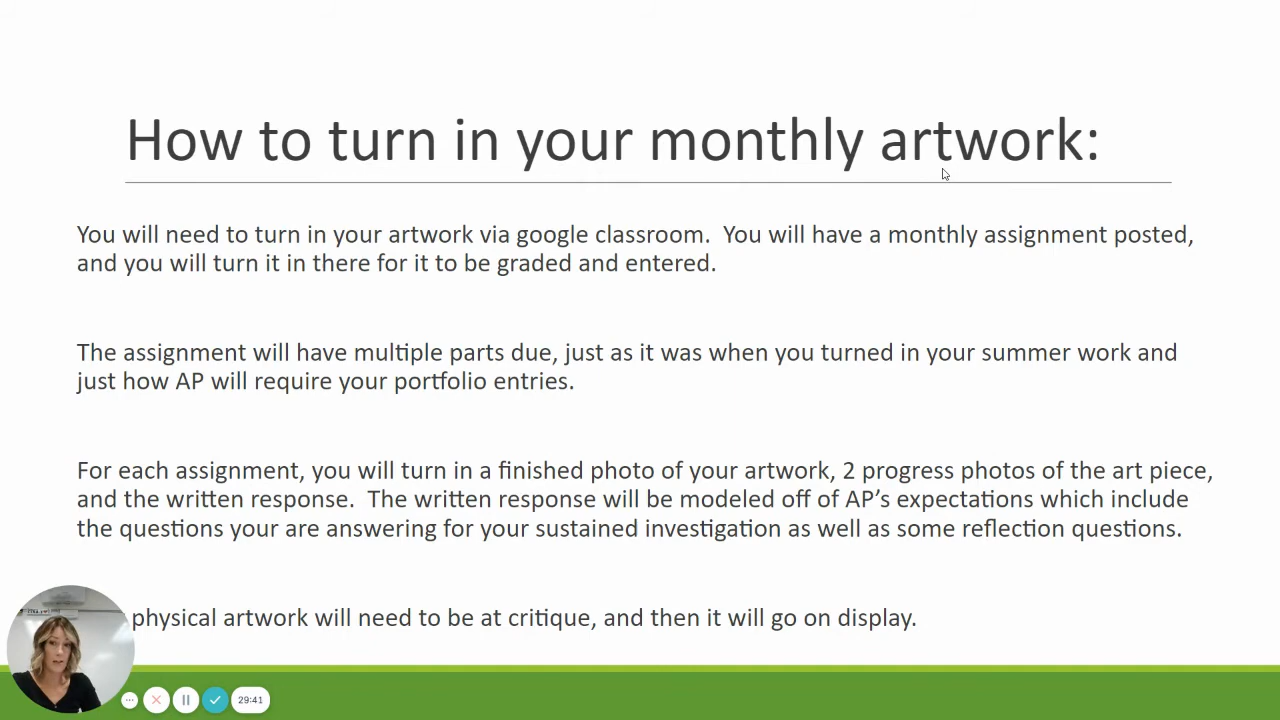 How to turn in your monthly artwork:
You will need to turn in your artwork via google classroom.  You will have a monthly assignment posted,
and you will turn it in there for it to be graded and entered.
The assignment will have multiple parts due, just as it was when you turned in your summer work and
just how AP will require your portfolio entries.
For each assignment, you will turn in a finished photo of your artwork, 2 progress photos of the art piece,
and the written response.  The written response will be modeled off of AP’s expectations which include
the questions your are answering for your sustained investigation as well as some reflection questions.
physical artwork will need to be at critique, and then it will go on display.
29:41